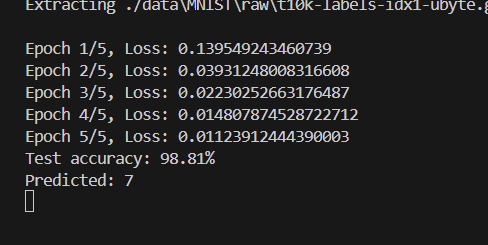 Extracting ./data\MNIST\raw\t10k-labels-idx1-ubyte.g
Epoch 1/5, Loss: 0.139549243460739
Epoch 2/5, Loss: 0.03931248008316608
Epoch 3/5, Loss: 0.02230252663176487
Epoch 4/5, Loss: 0.014807874528722712
Epoch 5/5, Loss: 0.01123912444390003
Test accuracy: 98.81%
Predicted: 7